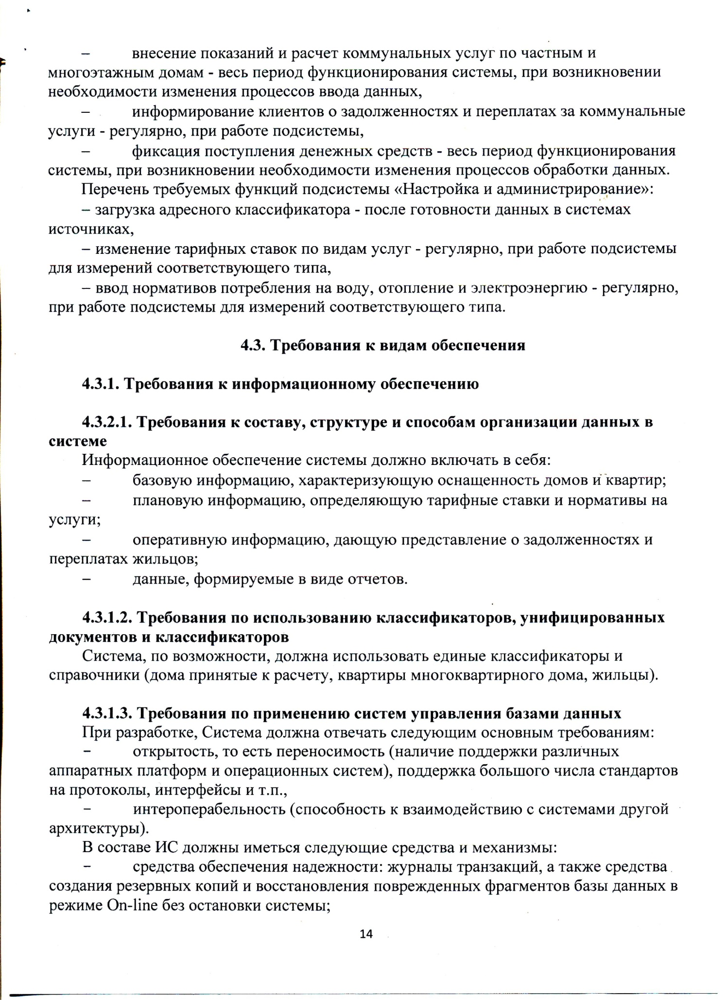 – внесение показаний и расчет коммунальных услуг по частным и
многоэтажным домам - весь период функционирования системы, при возникновении
необходимости изменения процессов ввода данных,
– информирование клиентов о задолженностях и переплатах за коммунальные
услуги - регулярно, при работе подсистемы,
– фиксация поступления денежных средств - весь период функционирования
системы, при возникновении необходимости изменения процессов обработки данных.
Перечень требуемых функций подсистемы «Настройка и администрирование»:
– загрузка адресного классификатора - после готовности данных в системах
источниках,
– изменение тарифных ставок по видам услуг - регулярно, при работе подсистемы
для измерений соответствующего типа,
– ввод нормативов потребления на воду, отопление и электроэнергию - регулярно,
при работе подсистемы для измерений соответствующего типа.
4.3. Требования к видам обеспечения
4.3.1. Требования к информационному обеспечению
4.3.2.1. Требования к составу, структуре и способам организации данных в
системе
Информационное обеспечение системы должно включать в себя:
– базовую информацию, характеризующую оснащенность домов и квартир;
– плановую информацию, определяющую тарифные ставки и нормативы на
услуги;
– оперативную информацию, дающую представление о задолженностях и
переплатах жильцов;
– данные, формируемые в виде отчетов.
4.3.1.2. Требования по использованию классификаторов, унифицированных
документов и классификаторов
Система, по возможности, должна использовать единые классификаторы и
справочники (дома принятые к расчету, квартиры многоквартирного дома, жильцы).
4.3.1.3. Требования по применению систем управления базами данных
При разработке, Система должна отвечать следующим основным требованиям:
– открытость, то есть переносимость (наличие поддержки различных
аппаратных платформ и операционных систем), поддержка большого числа стандартов
на протоколы, интерфейсы и т.п.,
– интероперабельность (способность к взаимодействию с системами другой
архитектуры).
В составе ИС должны иметься следующие средства и механизмы:
– средства обеспечения надежности: журналы транзакций, а также средства
создания резервных копий и восстановления поврежденных фрагментов базы данных в
режиме On-line без остановки системы;
14